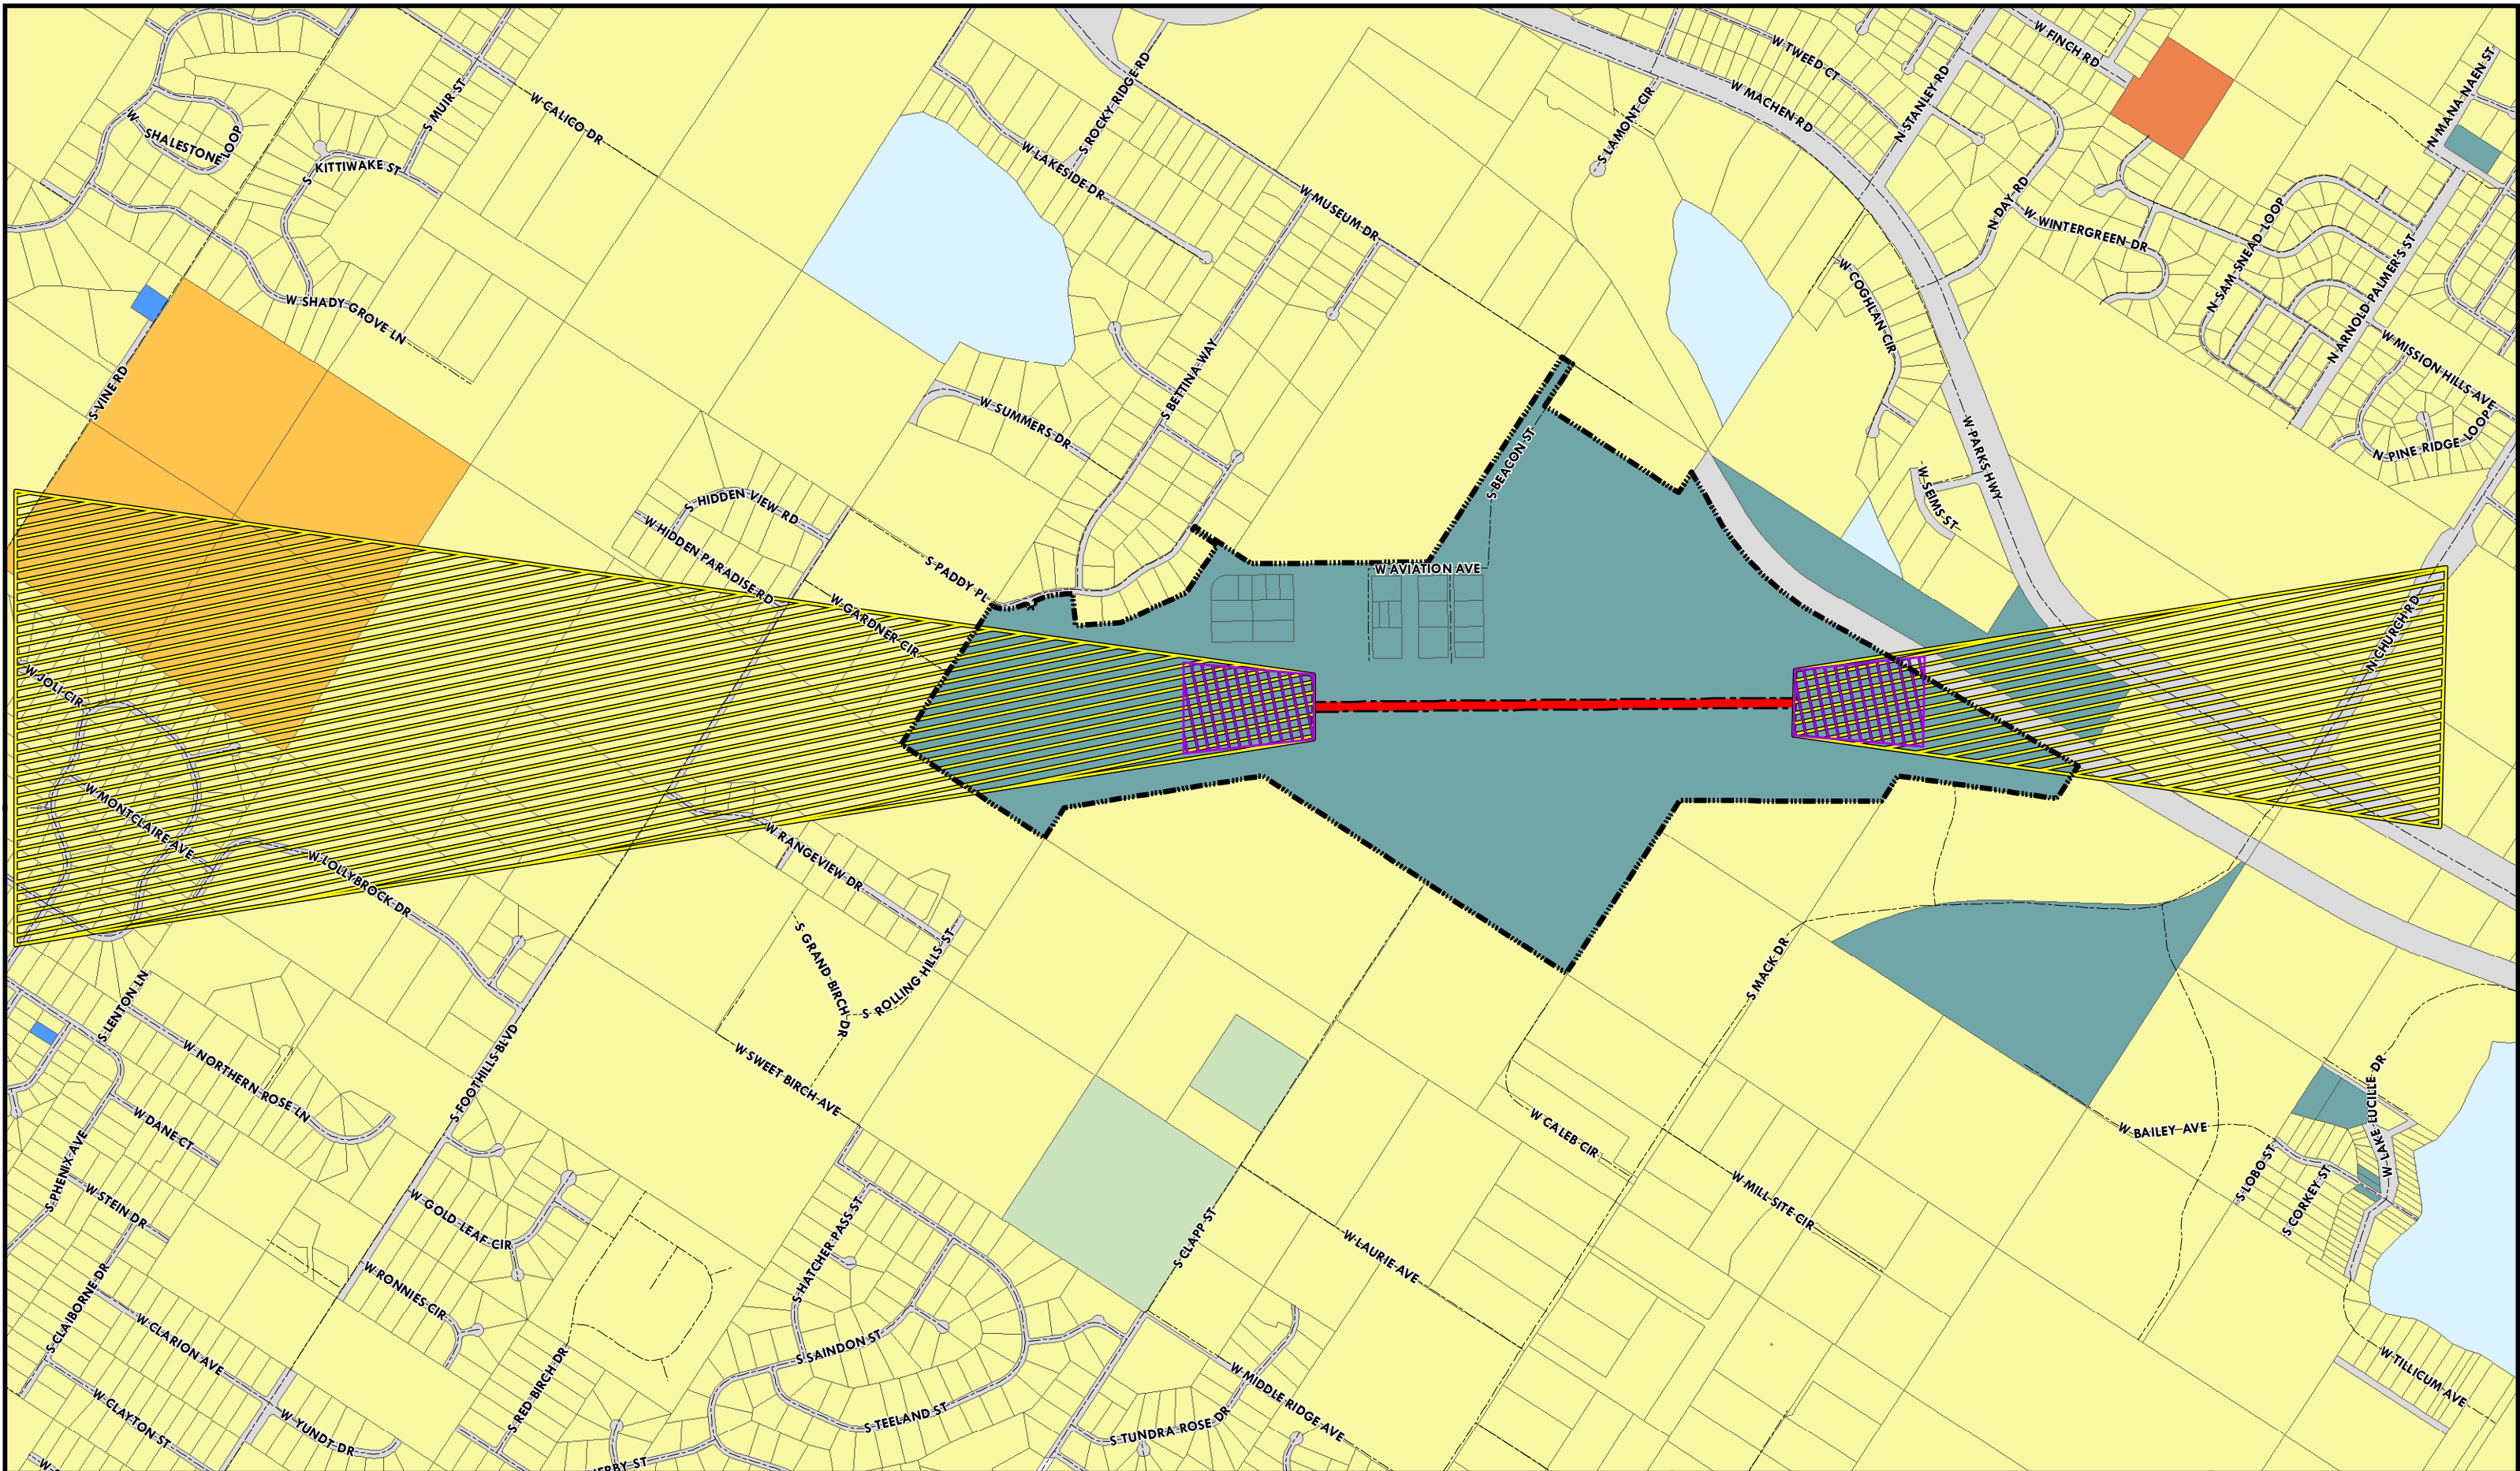 W FINCH RD
W TWEED CT
N MANA-NAEN ST
W MACHEN RD
N STANLEY RD
S MUIR ST
W CALICO DR
S ROCKY RIDGE RD
S LAMONT CIR
W SHALESTONE LOOP
S KITTIWAKE ST
W LAKESIDE DR
W MUSEUM DR
N DAY RD
W WINTERGREEN DR
N SAM SNEAD LOOP
N ARNOLD PALMER'S ST
W COGHLAN CIR
W SHADY GROVE LN
W MISSION HILLS AVE
S VINE RD
S BETTINA WAY
W SUMMERS DR
W PARKS HWY
N PINE RIDGE LOOP
S BEACON ST
S HIDDEN VIEW RD
W SEIMS ST
W HIDDEN PARADISE RD
S PADDY PL
W AVIATION AVE
W GARDNER CIR
N CHURCH RD
W JOLI CIR
W MONTCLAIRE AVE
W LOLLYBROCK DR
W RANGEVIEW DR
S GRAND BIRCH DR
S ROLLING HILLS ST
S MACK DR
S LENTON LN
W NORTHERN ROSE LN
S FOOTHILLS BLVD
W SWEET BIRCH AVE
W LAKE LUCILLE DR
W DANE CT
W CALEB CIR
W BAILEY AVE
S PHENIX AVE
W STEIN DR
W GOLD LEAF CIR
S LOBO ST
S CORKEY ST
W MILL SITE CIR
S HATCHER PASS ST
S CLAPP ST
W LAURIE AVE
S CLAIBORNE DR
W RONNIES CIR
W CLARION AVE
S SAINDON ST
S RED BIRCH DR
W MIDDLE RIDGE AVE
W TILLICUM AVE
W CLAYTON ST
W YUNDT DR
S TEELAND ST
S TUNDRA ROSE DR